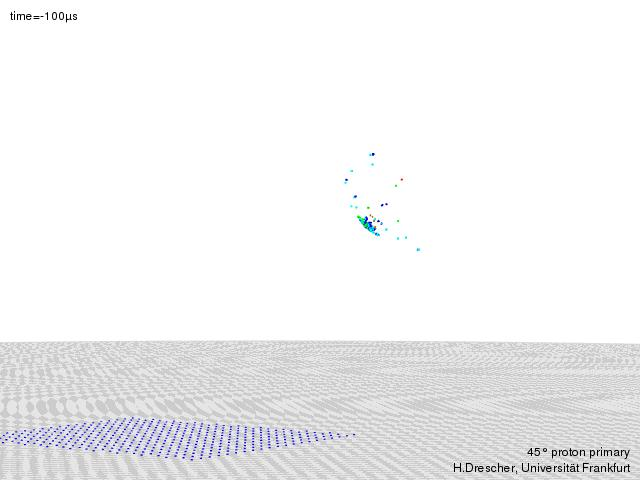 time=-100µs
45° proton primary
H.Drescher, Universität Frankfurt